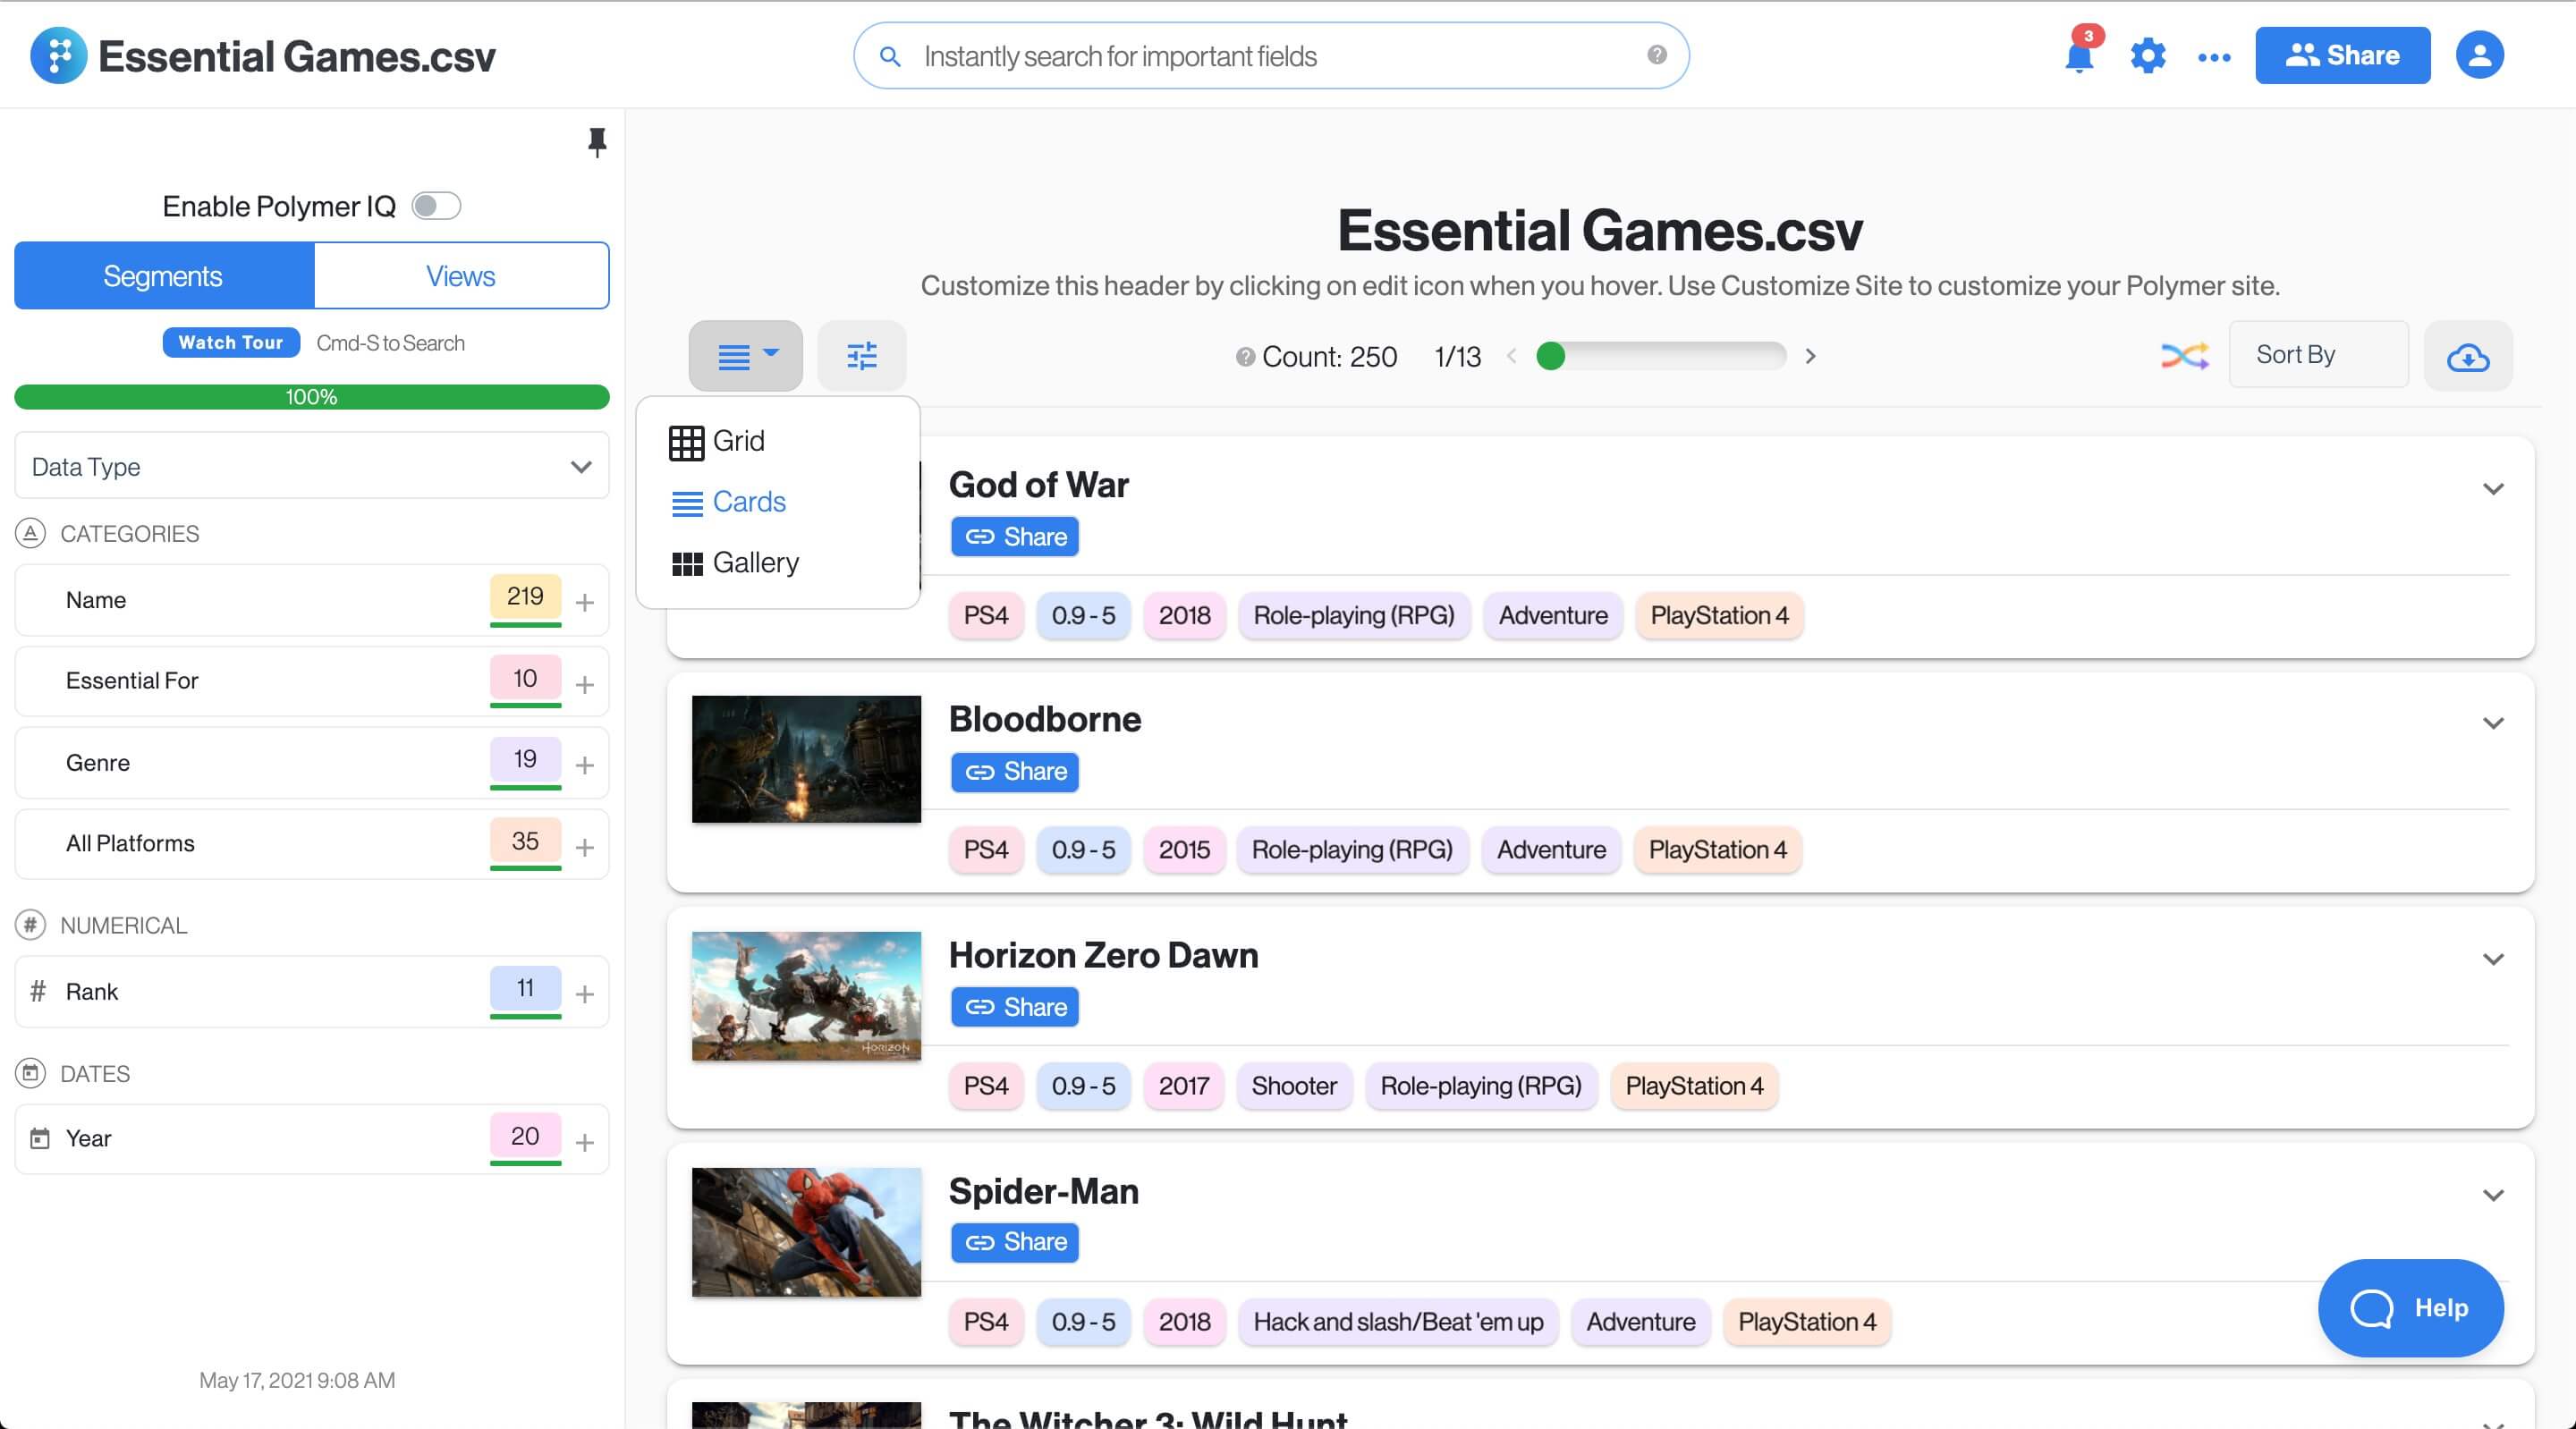 Essential Games.csv
Instantly search for important fields
3
Share
Enable Polymer IQ
Segments
Views
Watch Tour
Cmd-S to Search
100%
Data Type
CATEGORIES
Name
219
Essential For
10
Genre
19
All Platforms
35
NUMERICAL
# Rank
11
DATES
Year
20
May 17, 2021 9:08 AM
Essential Games.csv
Customize this header by clicking on edit icon when you hover. Use Customize Site to customize your Polymer site.
Count: 250
1/13
Sort By
Grid
Cards
Gallery
God of War
Share
PS4 0.9 - 5 2018 Role-playing (RPG) Adventure PlayStation 4
Bloodborne
Share
PS4 0.9 - 5 2015 Role-playing (RPG) Adventure PlayStation 4
Horizon Zero Dawn
HORIZON
Share
PS4 0.9 - 5 2017 Shooter Role-playing (RPG) PlayStation 4
Spider-Man
Share
PS4 0.9 - 5 2018 Hack and slash/Beat 'em up Adventure PlayStation 4
Help
The Witcher 3: Wild Hunt